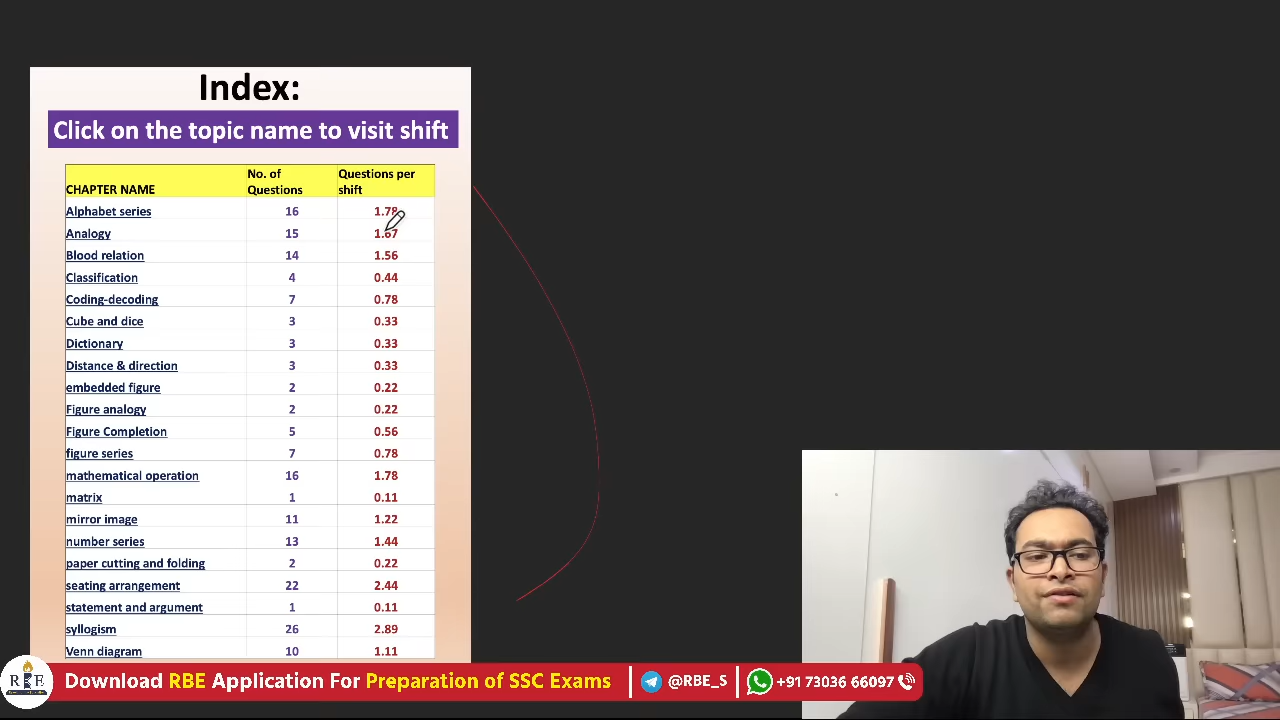 Index:
Click on the topic name to visit shift
CHAPTER NAME No. of Questions Questions per shift
Alphabet series 16 1.78
Analogy 15 1.67
Blood relation 14 1.56
Classification 4 0.44
Coding-decoding 7 0.78
Cube and dice 3 0.33
Dictionary 3 0.33
Distance & direction 3 0.33
embedded figure 2 0.22
Figure analogy 2 0.22
Figure Completion 5 0.56
figure series 7 0.78
mathematical operation 16 1.78
matrix 1 0.11
mirror image 11 1.22
number series 13 1.44
paper cutting and folding 2 0.22
seating arrangement 22 2.44
statement and argument 1 0.11
syllogism 26 2.89
Venn diagram 10 1.11
RBE Download RBE Application For Preparation of SSC Exams @RBE_S +91 73036 66097